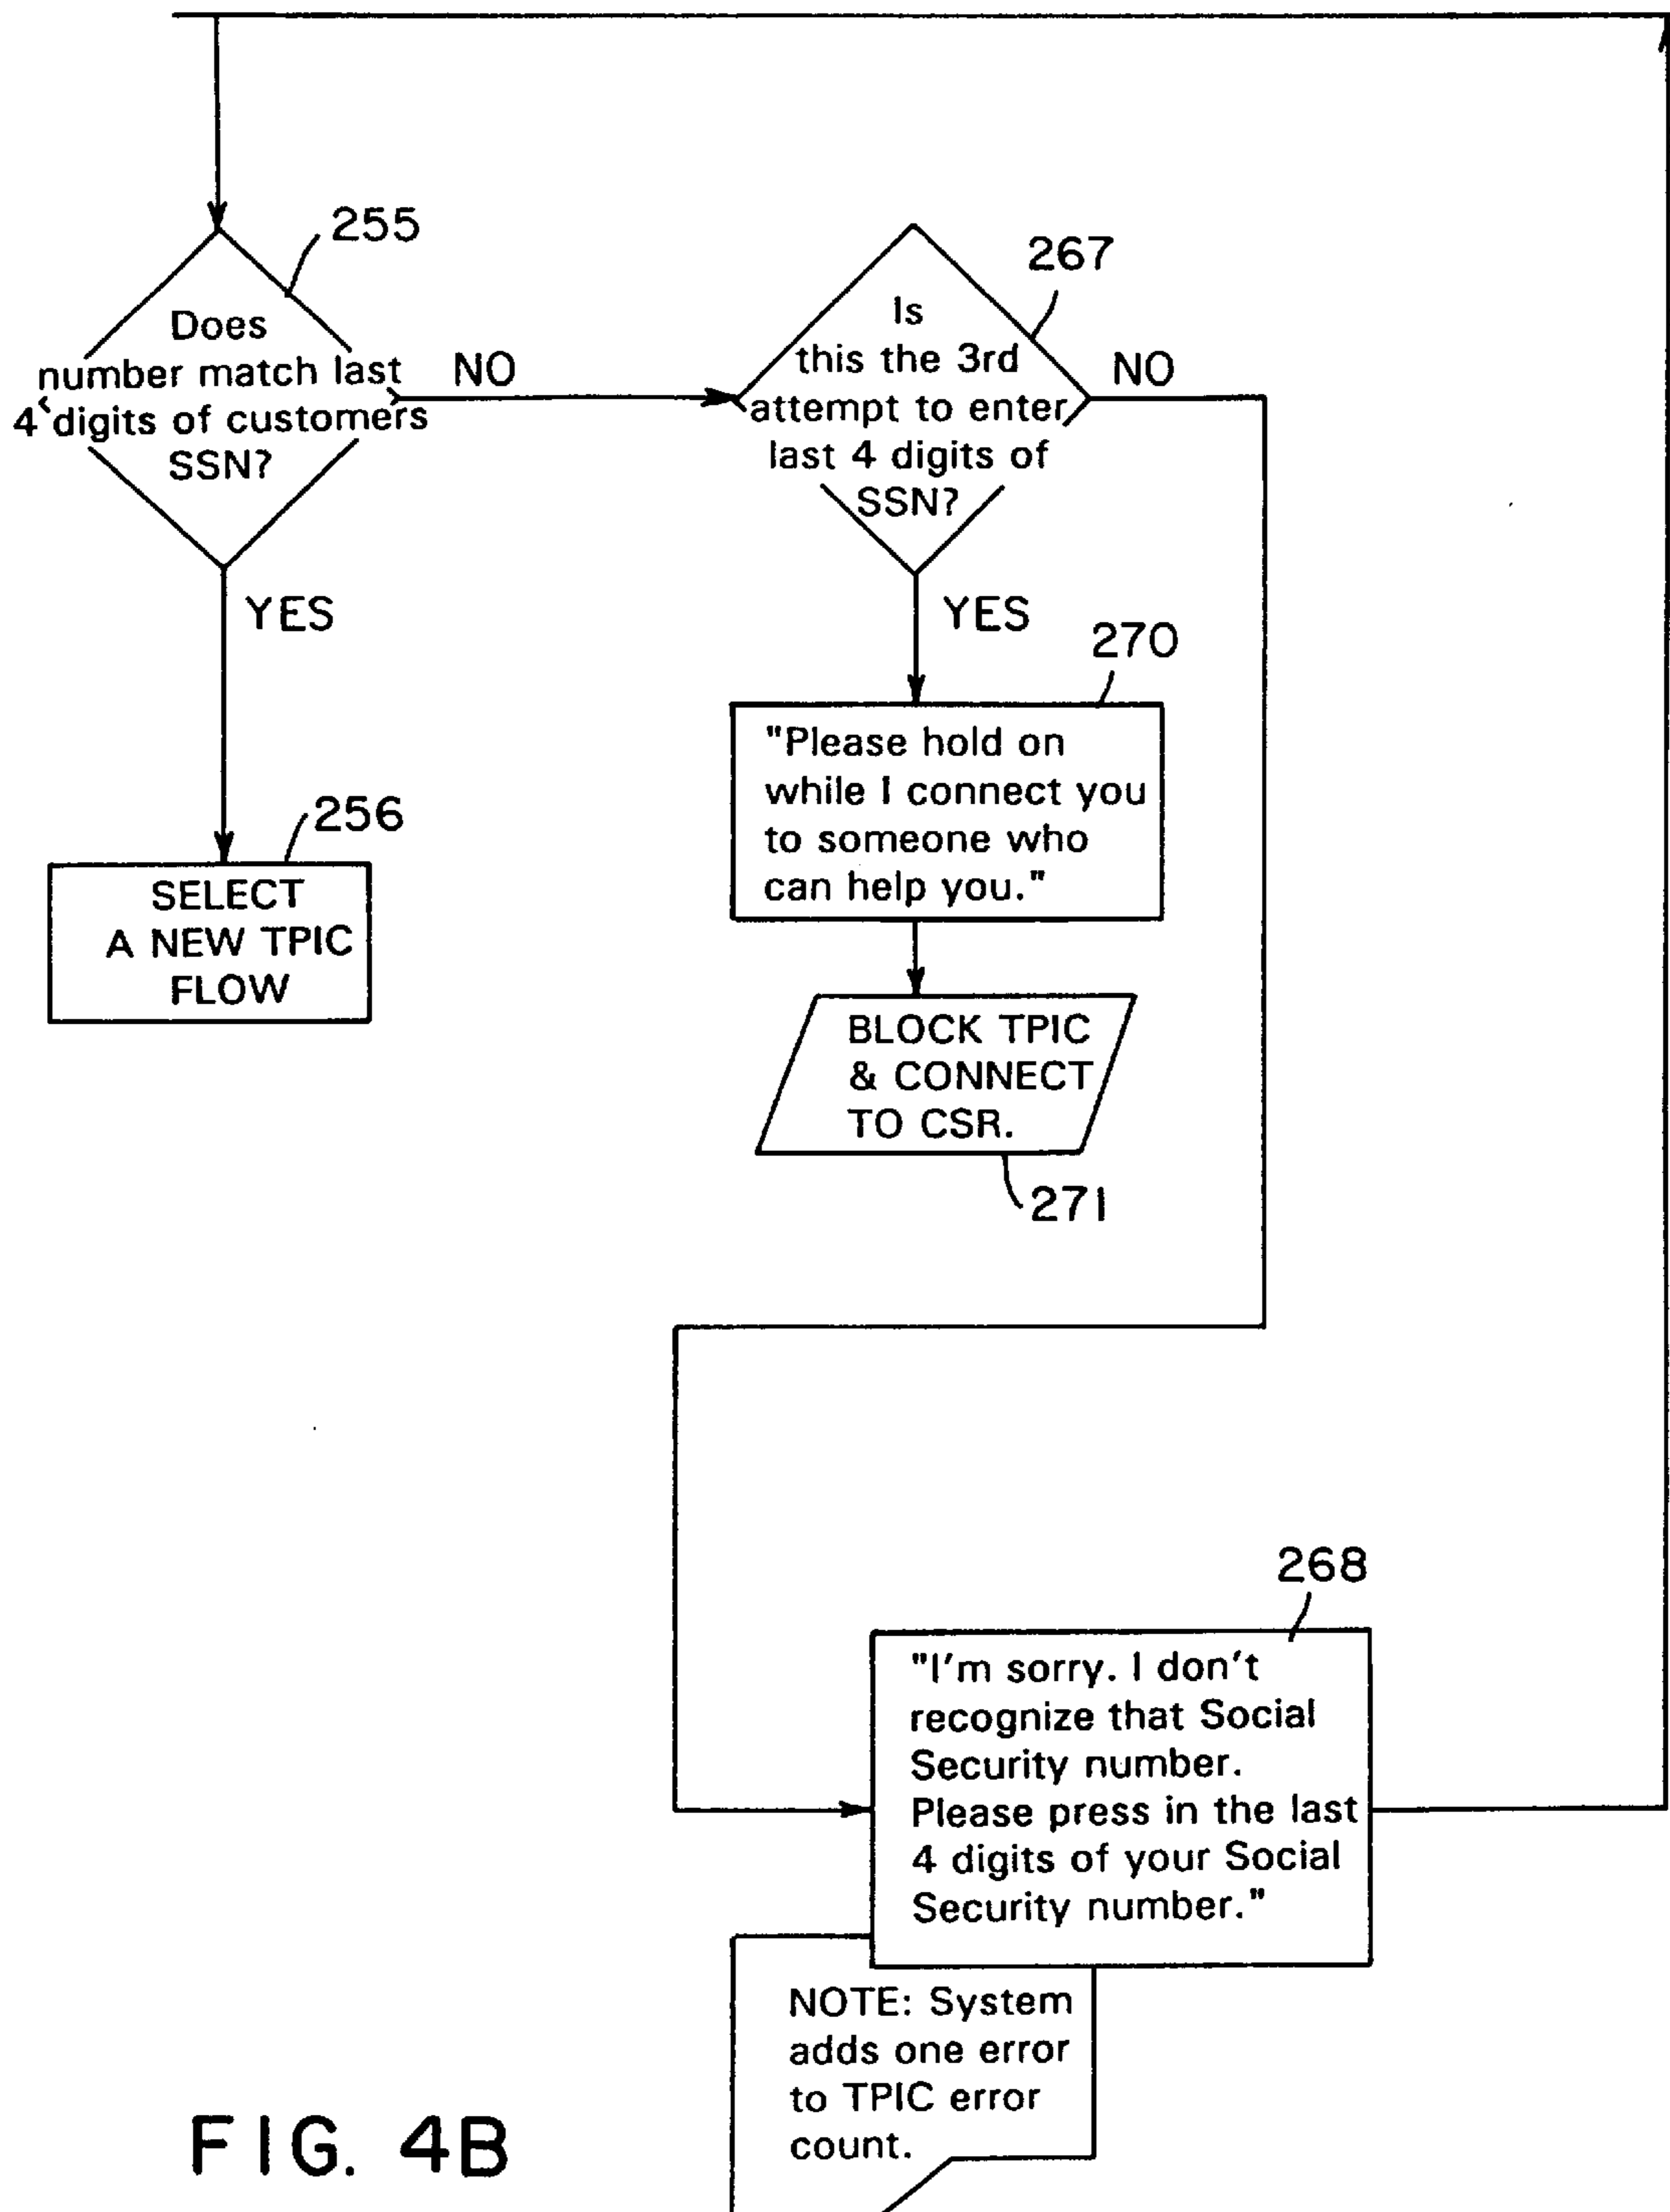 255
Does
number match last
4 digits of customers
SSN?
NO
YES
256
SELECT
A NEW TPIC
FLOW
267
Is
this the 3rd
attempt to enter
last 4 digits of
SSN?
NO
YES
270
"Please hold on
while I connect you
to someone who
can help you."
BLOCK TPIC
& CONNECT
TO CSR.
271
268
"I'm sorry. I don't
recognize that Social
Security number.
Please press in the last
4 digits of your Social
Security number."
NOTE: System
adds one error
to TPIC error
count.
FIG. 4B